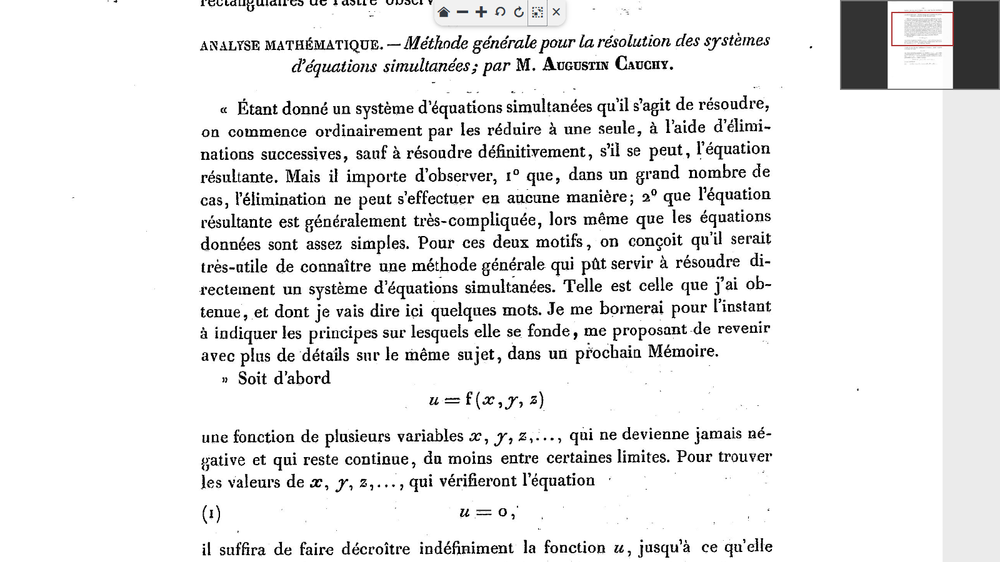 rectangulaires de l'astre observ
ANALYSE MATHÉMATIQUE. — Méthode générale pour la résolution des systèmes
d'équations simultanées; par M. AUGUSTIN CAUCHY.
« Étant donné un système d'équations simultanées qu'il s'agit de résoudre,
on commence ordinairement par les réduire à une seule, à l'aide d'élimi-
nations successives, sauf à résoudre définitivement, s'il se peut, l'équation
résultante. Mais il importe d'observer, 1° que, dans un grand nombre de
cas, l'élimination ne peut s'effectuer en aucune manière; 2° que l'équation
résultante est généralement très-compliquée, lors même que les équations
données sont assez simples. Pour ces deux motifs, on conçoit qu'il serait
très-utile de connaître une méthode générale qui pût servir à résoudre di-
rectement un système d'équations simultanées. Telle est celle que j'ai ob-
tenue, et dont je vais dire ici quelques mots. Je me bornerai pour l'instant
à indiquer les principes sur lesquels elle se fonde, me proposant de revenir
avec plus de détails sur le même sujet, dans un prochain Mémoire.
» Soit d'abord
u = f(x, y, z)
une fonction de plusieurs variables x, y, z,..., qui ne devienne jamais né-
gative et qui reste continue, du moins entre certaines limites. Pour trouver
les valeurs de x, y, z,..., qui vérifieront l'équation
(1) u = 0,
il suffira de faire décroître indéfiniment la fonction u, jusqu'à ce qu'elle